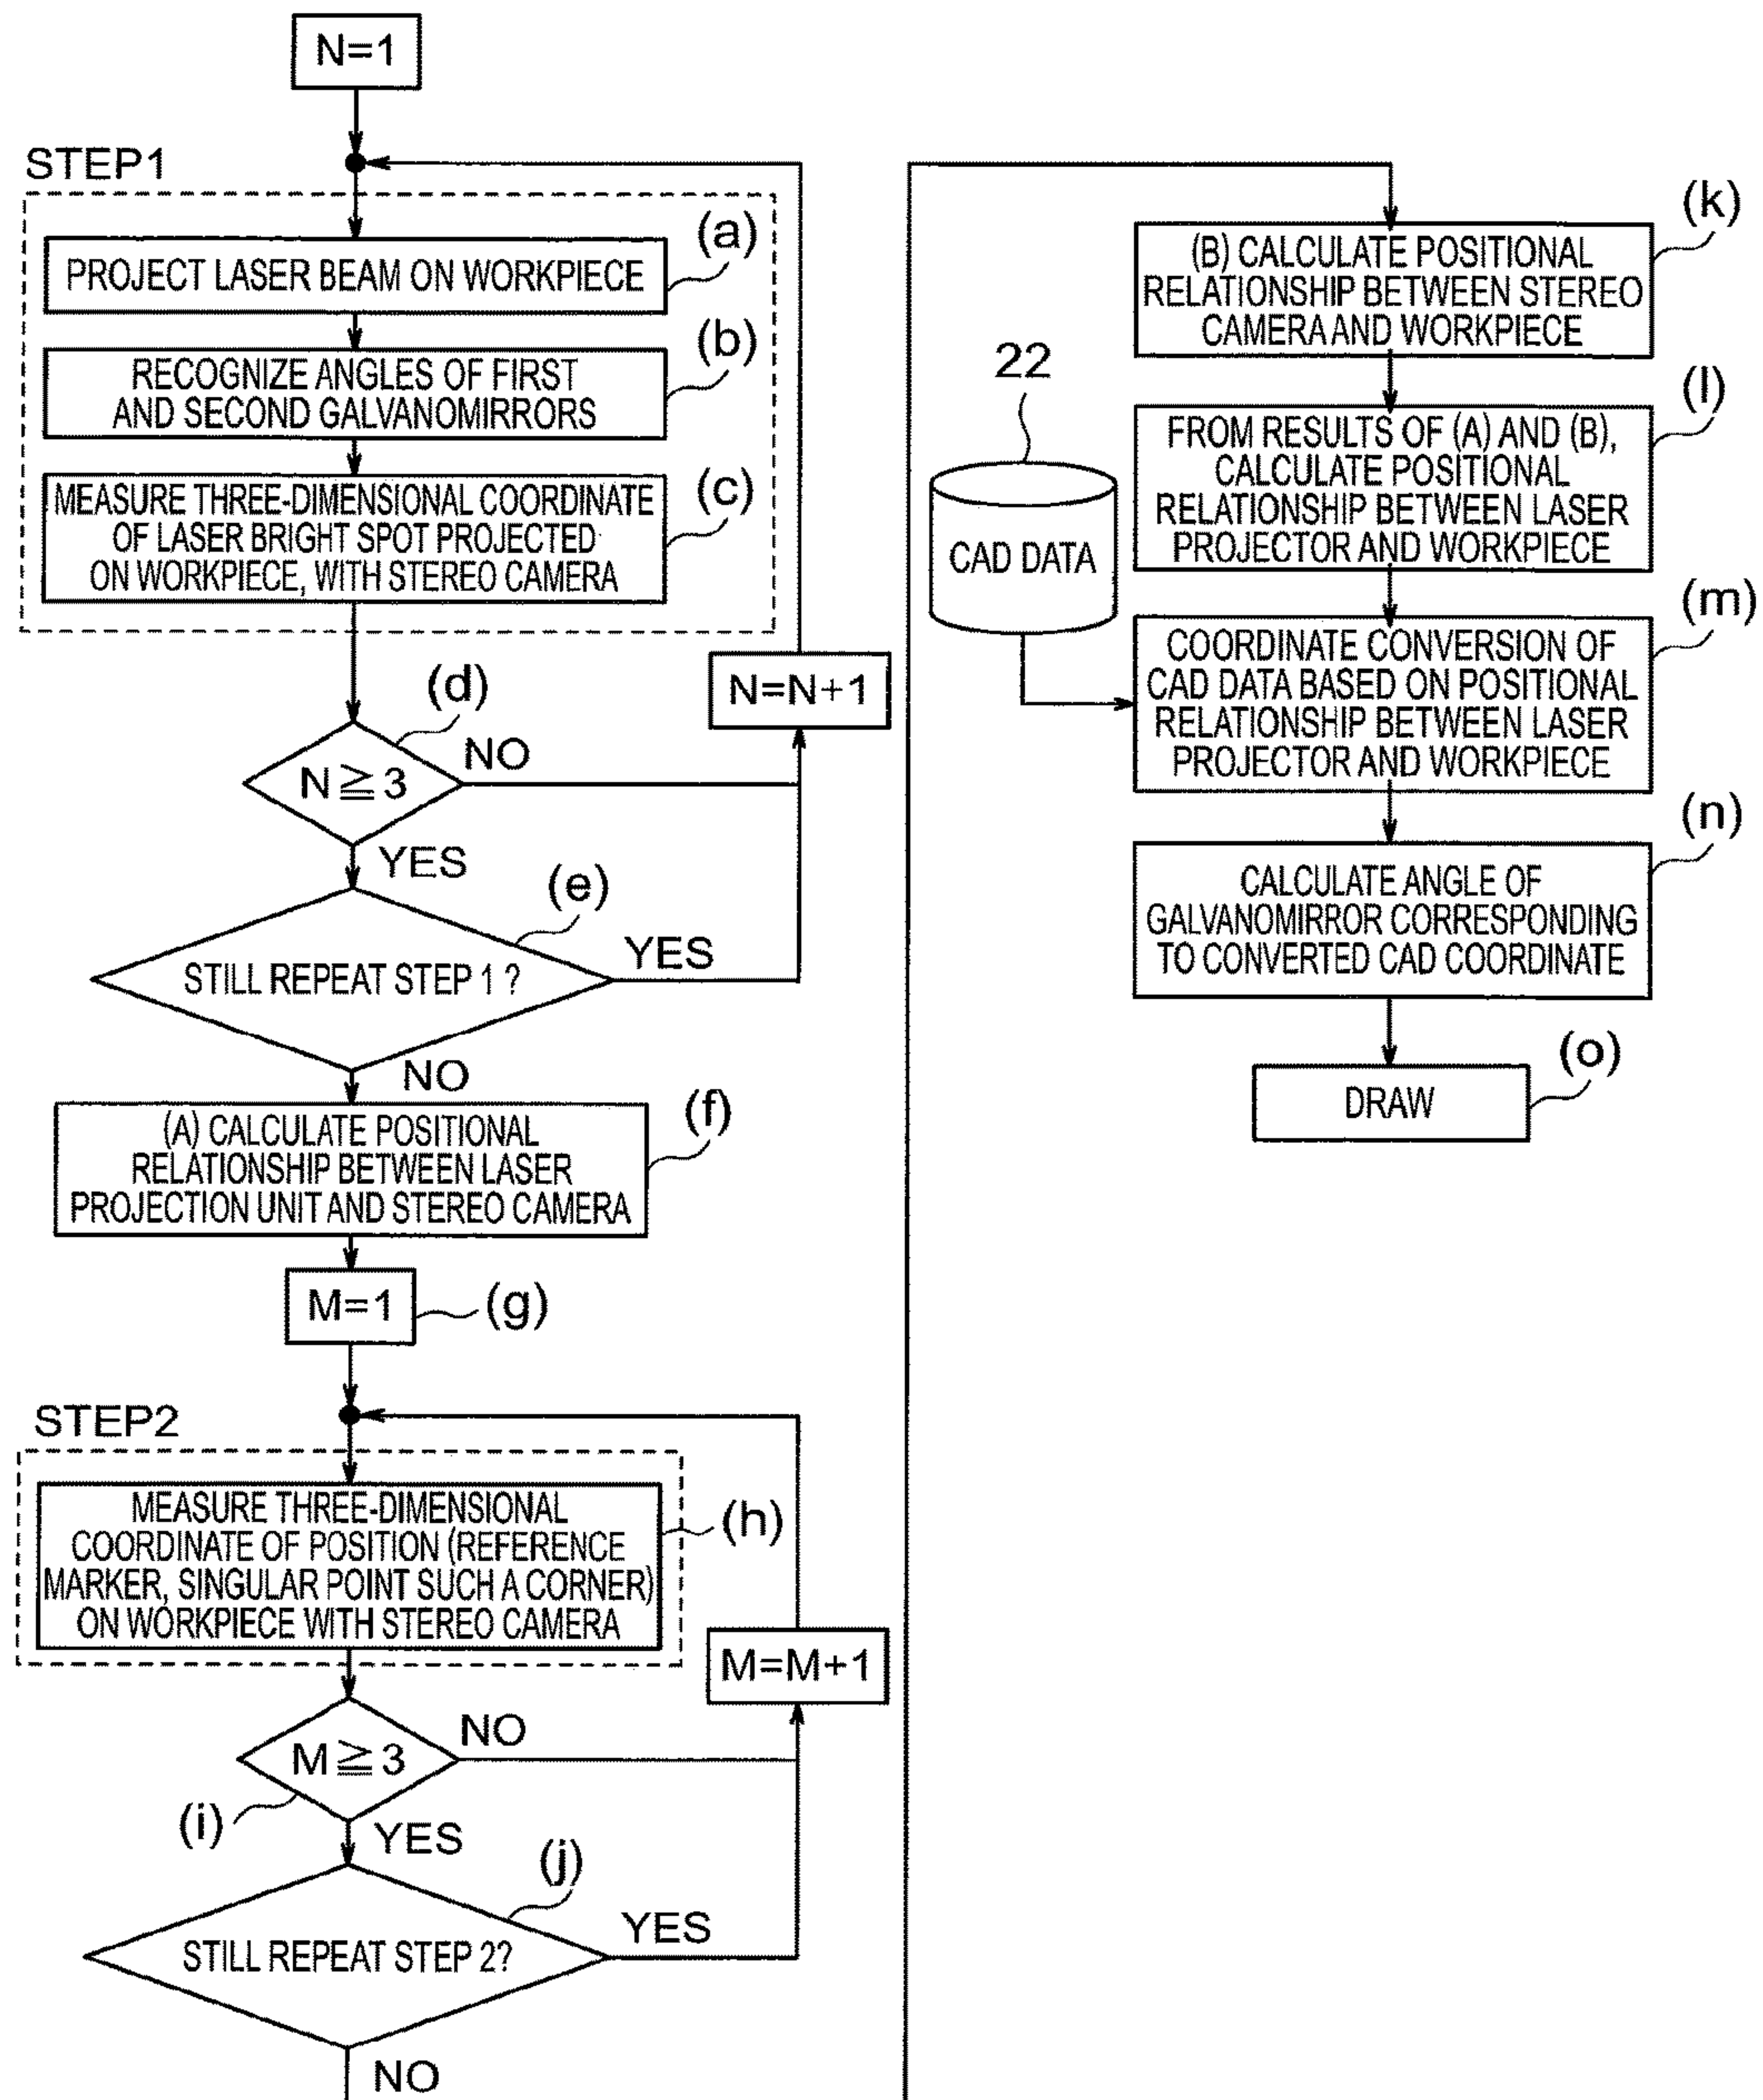 N=1
STEP1
(a)
PROJECT LASER BEAM ON WORKPIECE
(b)
RECOGNIZE ANGLES OF FIRST
AND SECOND GALVANOMIRRORS
(c)
MEASURE THREE-DIMENSIONAL COORDINATE
OF LASER BRIGHT SPOT PROJECTED
ON WORKPIECE, WITH STEREO CAMERA
N=N+1
(d)
N≧3
NO
YES
(e)
STILL REPEAT STEP 1 ?
YES
NO
(f)
(A) CALCULATE POSITIONAL
RELATIONSHIP BETWEEN LASER
PROJECTION UNIT AND STEREO CAMERA
M=1
(g)
STEP2
MEASURE THREE-DIMENSIONAL
COORDINATE OF POSITION (REFERENCE
MARKER, SINGULAR POINT SUCH A CORNER)
ON WORKPIECE WITH STEREO CAMERA
(h)
M=M+1
M≧3
NO
(i)
YES
(j)
STILL REPEAT STEP 2?
YES
NO
(k)
(B) CALCULATE POSITIONAL
RELATIONSHIP BETWEEN STEREO
CAMERA AND WORKPIECE
22
CAD DATA
(l)
FROM RESULTS OF (A) AND (B),
CALCULATE POSITIONAL
RELATIONSHIP BETWEEN LASER
PROJECTOR AND WORKPIECE
(m)
COORDINATE CONVERSION OF
CAD DATA BASED ON POSITIONAL
RELATIONSHIP BETWEEN LASER
PROJECTOR AND WORKPIECE
(n)
CALCULATE ANGLE OF
GALVANOMIRROR CORRESPONDING
TO CONVERTED CAD COORDINATE
(o)
DRAW